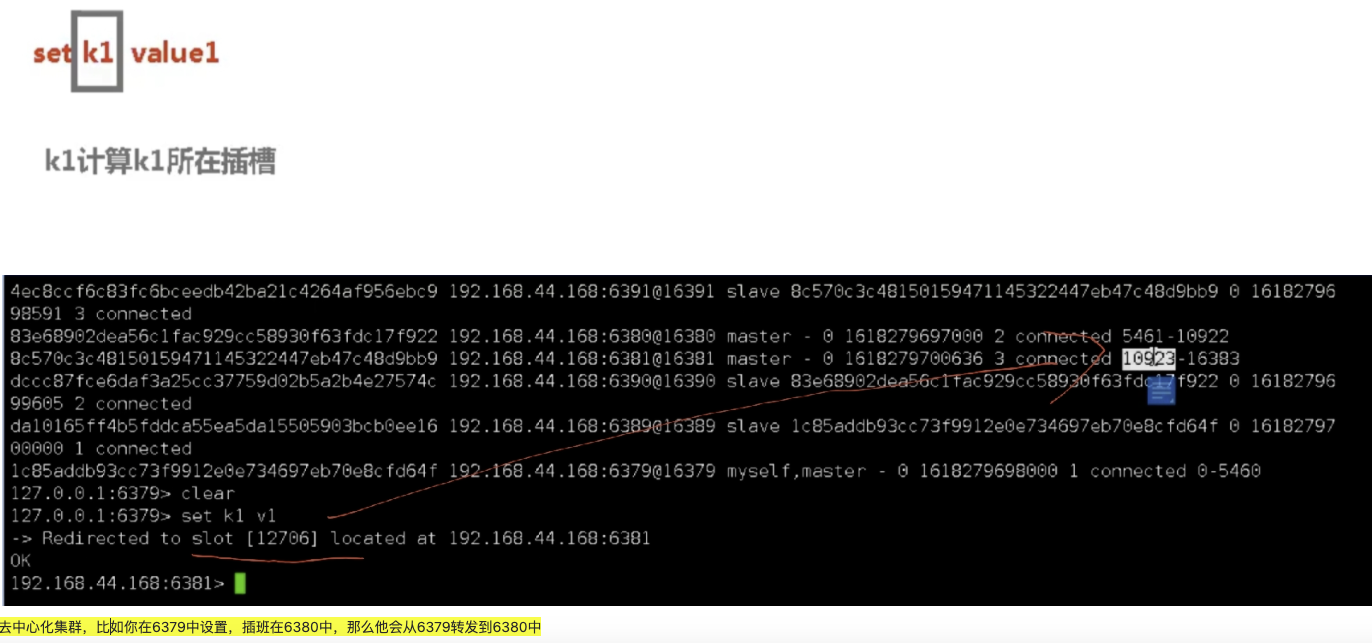 set k1 value1
k1计算k1所在插槽
4ec8ccf6c83fc6bceedb42ba21c4264af956ebc9 192.168.44.168:6391@16391 slave 8c570c3c48150159471145322447eb47c48d9bb9 0 16182796
98591 3 connected
83e68902dea56c1fac929cc58930f63fdc17f922 192.168.44.168:6380@16380 master - 0 1618279697000 2 connected 5461-10922
8c570c3c48150159471145322447eb47c48d9bb9 192.168.44.168:6381@16381 master - 0 1618279700636 3 connected 10923-16383
dccc87fce6daf3a25cc37759d02b5a2b4e27574c 192.168.44.168:6390@16390 slave 83e68902dea56c1fac929cc58930f63fdc17f922 0 16182796
99605 2 connected
da10165ff4b5fddca55ea5da15505903bcb0ee16 192.168.44.168:6389@16389 slave 1c85addb93cc73f9912e0e734697eb70e8cfd64f 0 16182797
00000 1 connected
1c85addb93cc73f9912e0e734697eb70e8cfd64f 192.168.44.168:6379@16379 myself,master - 0 1618279698000 1 connected 0-5460
127.0.0.1:6379> clear
127.0.0.1:6379> set k1 v1
-> Redirected to slot [12706] located at 192.168.44.168:6381
OK
192.168.44.168:6381>
去中心化集群，比如你在6379中设置，插班在6380中，那么他会从6379转发到6380中